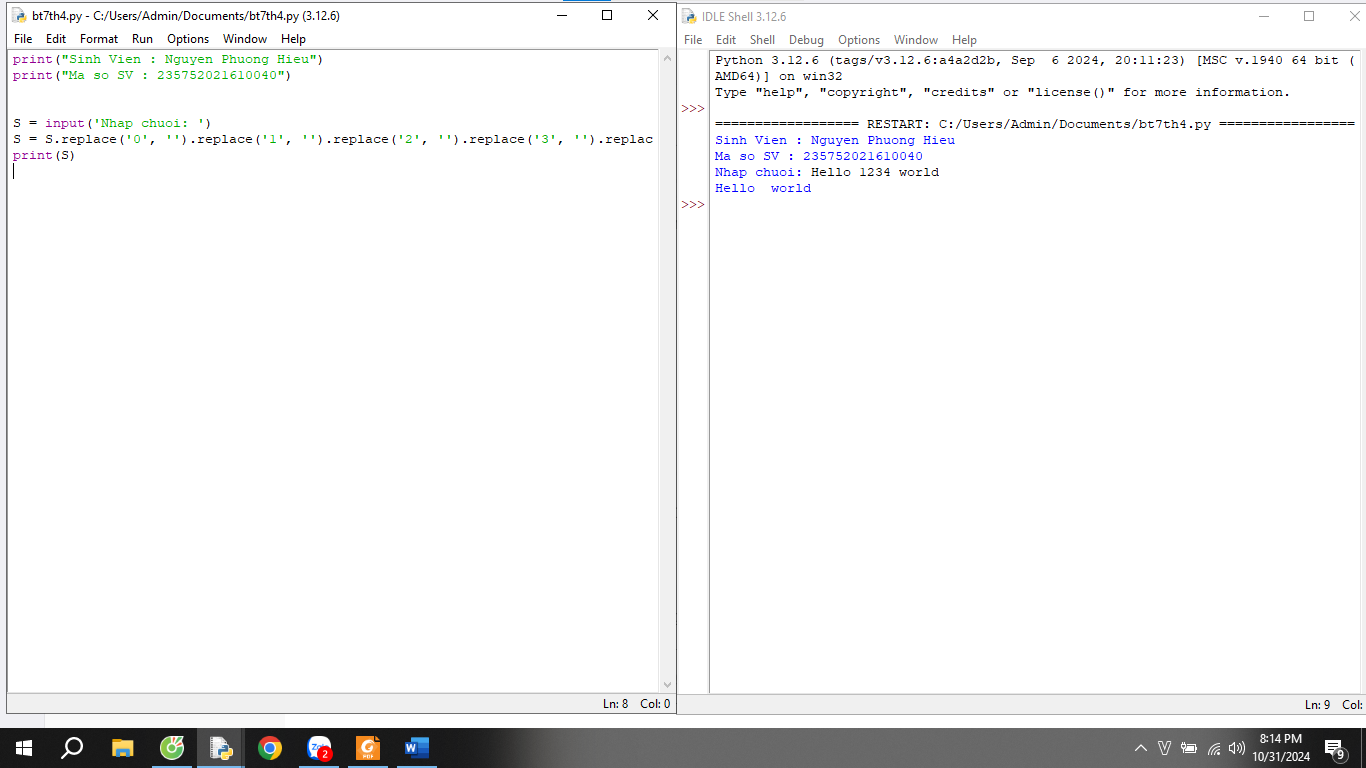 bt7th4.py - C:/Users/Admin/Documents/bt7th4.py (3.12.6)
File Edit Format Run Options Window Help
print("Sinh Vien : Nguyen Phuong Hieu")
print("Ma so SV : 235752021610040")
S = input('Nhap chuoi: ')
S = S.replace('0', '').replace('1', '').replace('2', '').replace('3', '').replac
print(S)
Ln: 8 Col: 0
IDLE Shell 3.12.6
File Edit Shell Debug Options Window Help
Python 3.12.6 (tags/v3.12.6:a4a2d2b, Sep  6 2024, 20:11:23) [MSC v.1940 64 bit (
AMD64)] on win32
Type "help", "copyright", "credits" or "license()" for more information.
>>>
================== RESTART: C:/Users/Admin/Documents/bt7th4.py =================
Sinh Vien : Nguyen Phuong Hieu
Ma so SV : 235752021610040
Nhap chuoi: Hello 1234 world
Hello  world
>>>
Ln: 9 Col:
2
PDF
W
V
8:14 PM
10/31/2024
9